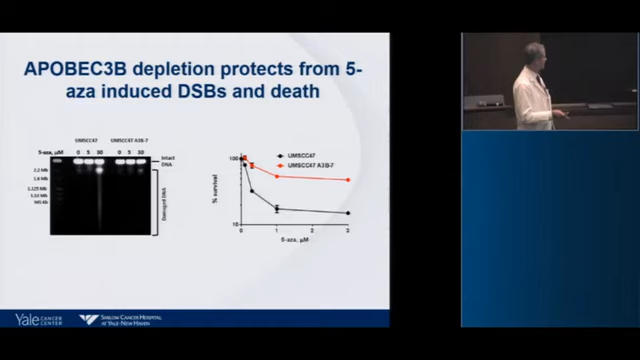 APOBEC3B depletion protects from 5-
aza induced DSBs and death
UMSCC47 UMSCC47 A3B-7
5-aza, μM 0 5 30 0 5 30
Intact
DNA
2.2 Mb
1.6 Mb
1.125 Mb
945 Kb
Damaged DNA
UMSCC47
UMSCC47 A3B-7
100
10
% survival
0 1 2 3
5-aza, μM
Yale CANCER
CENTER
SMILOW CANCER HOSPITAL
AT YALE-NEW HAVEN